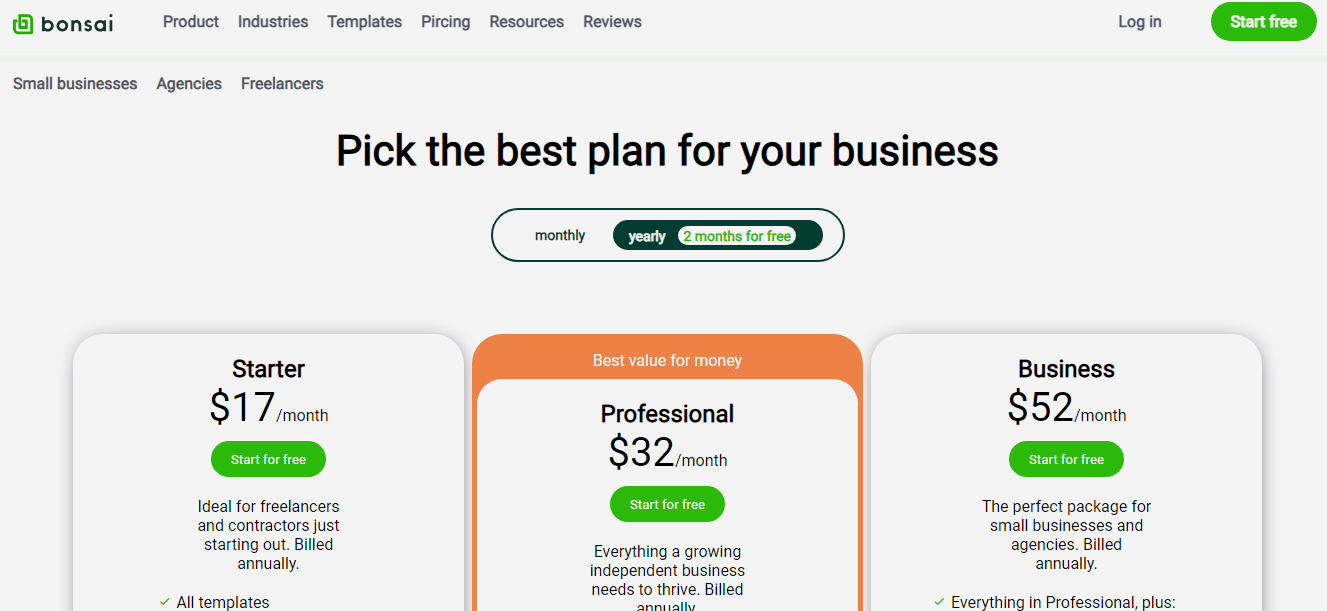 bonsai Product Industries Templates Pircing Resources Reviews Log in Start free
Small businesses Agencies Freelancers
Pick the best plan for your business
monthly yearly 2 months for free
Starter
$17/month
Start for free
Ideal for freelancers
and contractors just
starting out. Billed
annually.
All templates
Best value for money
Professional
$32/month
Start for free
Everything a growing
independent business
needs to thrive. Billed
annually.
Business
$52/month
Start for free
The perfect package for
small businesses and
agencies. Billed
annually.
Everything in Professional, plus: